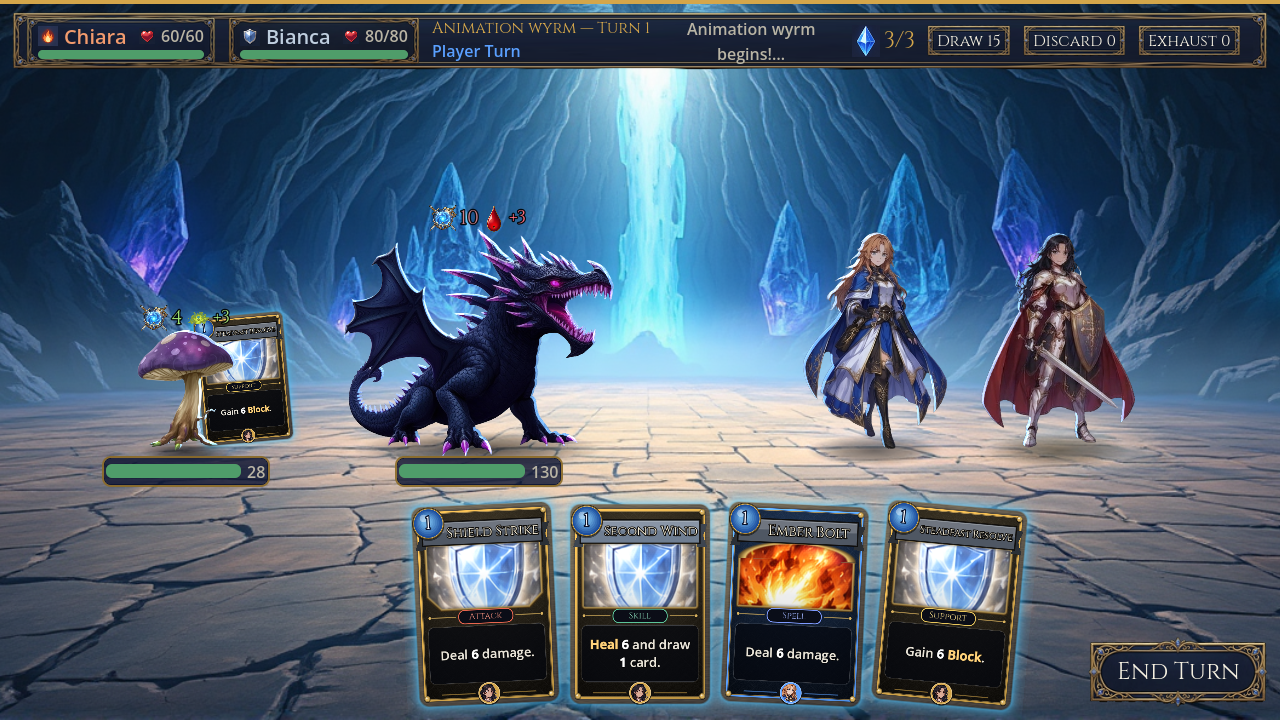 Chiara 60/60
Bianca 80/80
Animation wyrm — Turn 1
Player Turn
Animation wyrm
begins!...
3/3
Draw 15
Discard 0
Exhaust 0
10 +3
4 +3
Steadfast Resolve
Support
Gain 6 Block.
28
130
1 Shield Strike
Attack
Deal 6 damage.
1 Second Wind
Skill
Heal 6 and draw
1 card.
1 Ember Bolt
Spell
Deal 6 damage.
1 Steadfast Resolve
Support
Gain 6 Block.
End Turn